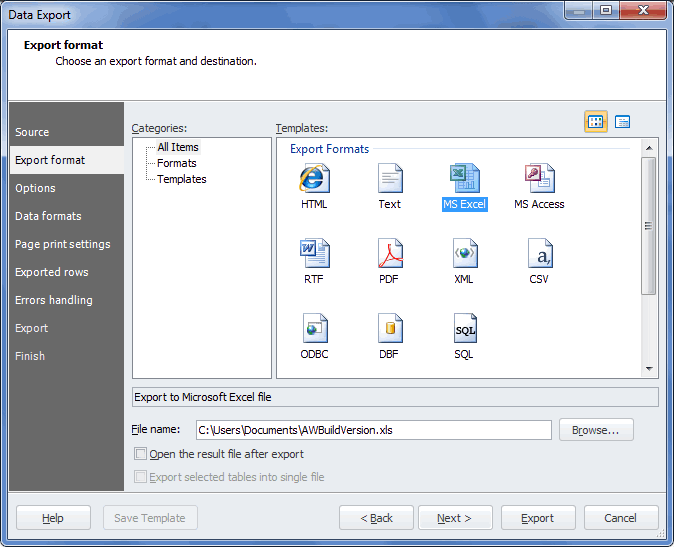 Data Export
Export format
Choose an export format and destination.
Source
Export format
Options
Data formats
Page print settings
Exported rows
Errors handling
Export
Finish
Categories:
All Items
Formats
Templates
Templates:
Export Formats
HTML
Text
MS Excel
MS Access
RTF
PDF
XML
a,
CSV
ODBC
DBF
SQL
SQL
Export to Microsoft Excel file
File name: C:\Users\Documents\AWBuildVersion.xls Browse...
Open the result file after export
Export selected tables into single file
Help Save Template < Back Next > Export Cancel